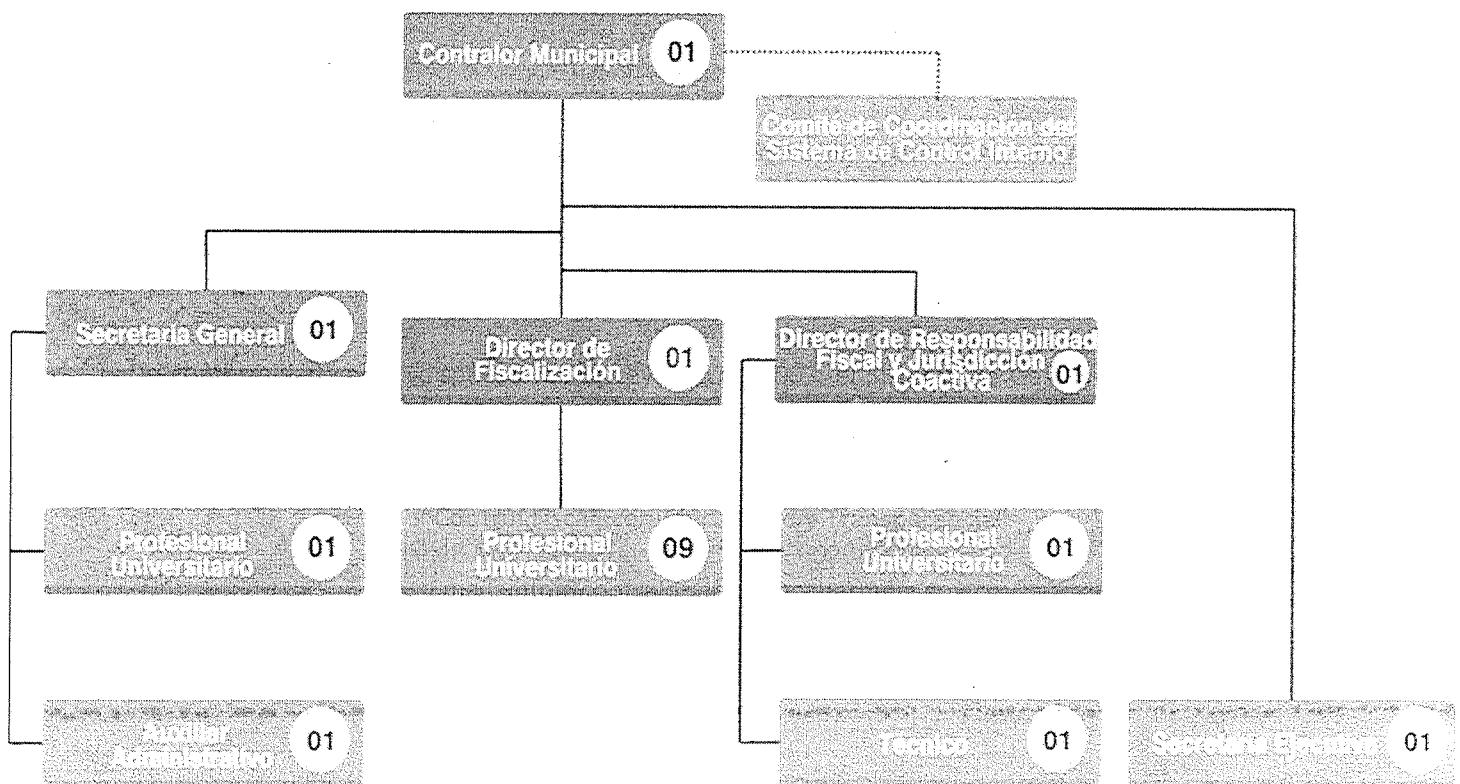 Contralor Municipal 01
Comité de Coordinación del
Sistema de Control Interno
Secretaria General 01
Director de
Fiscalización
01
Director de Responsabilidad
Fiscal y Jurisdicción
Coactiva 01
Profesional
Universitario
01
Profesional
Universitario
09
Profesional
Universitario
01
Auxiliar
Administrativo
01
Técnico 01
Secretaria Ejecutiva 01